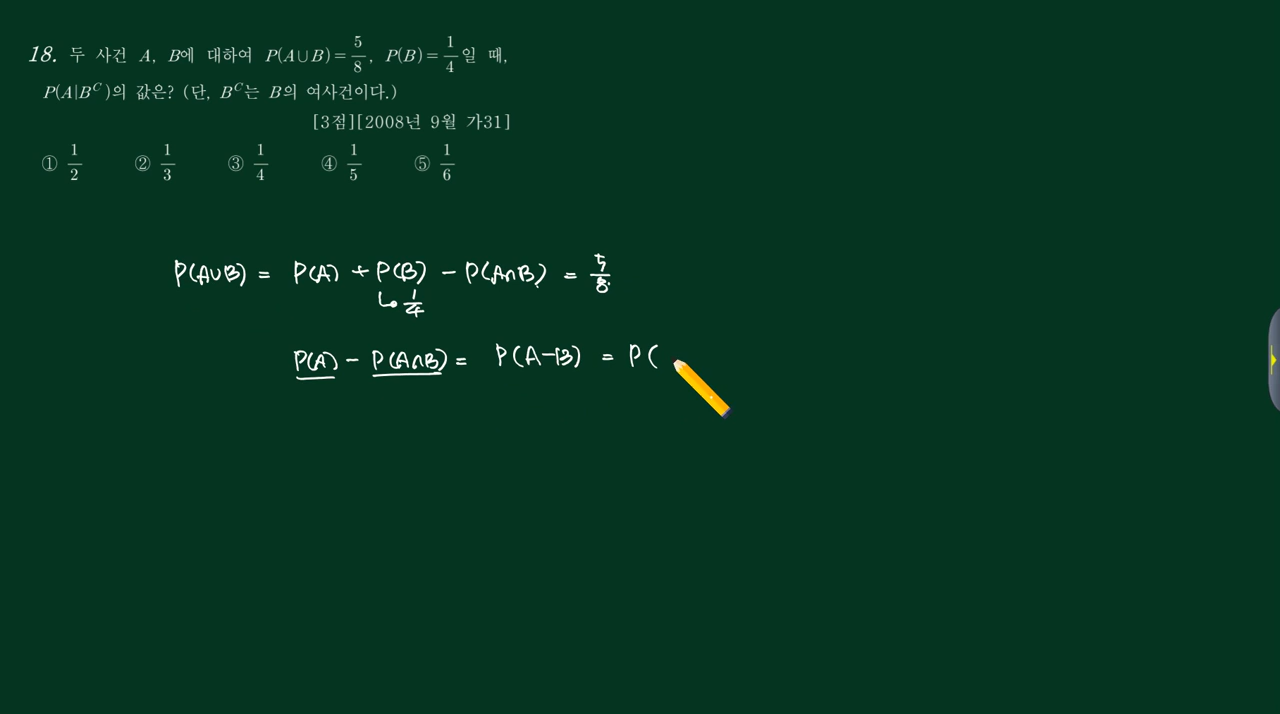 18. 두 사건 A, B에 대하여 P(A∪B)=5/8, P(B)=1/4일 때,
P(A|B^C)의 값은? (단, B^C는 B의 여사건이다.)
[3점][2008년 9월 가31]
① 1/2 ② 1/3 ③ 1/4 ④ 1/5 ⑤ 1/6
P(A∪B) = P(A) + P(B) - P(A∩B) = 5/8
↳ 1/4
P(A) - P(A∩B) = P(A-B) = P(